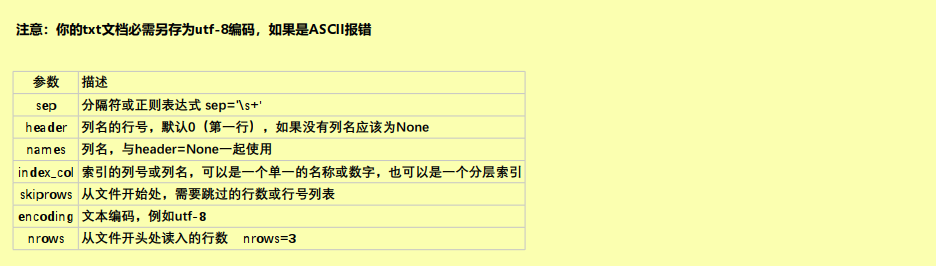 注意：你的txt文档必需另存为utf-8编码，如果是ASCII报错
参数 描述
sep 分隔符或正则表达式 sep='\s+'
header 列名的行号，默认0（第一行），如果没有列名应该为None
names 列名，与header=None一起使用
index_col 索引的列号或列名，可以是一个单一的名称或数字，也可以是一个分层索引
skiprows 从文件开始处，需要跳过的行数或行号列表
encoding 文本编码，例如utf-8
nrows 从文件开头处读入的行数 nrows=3